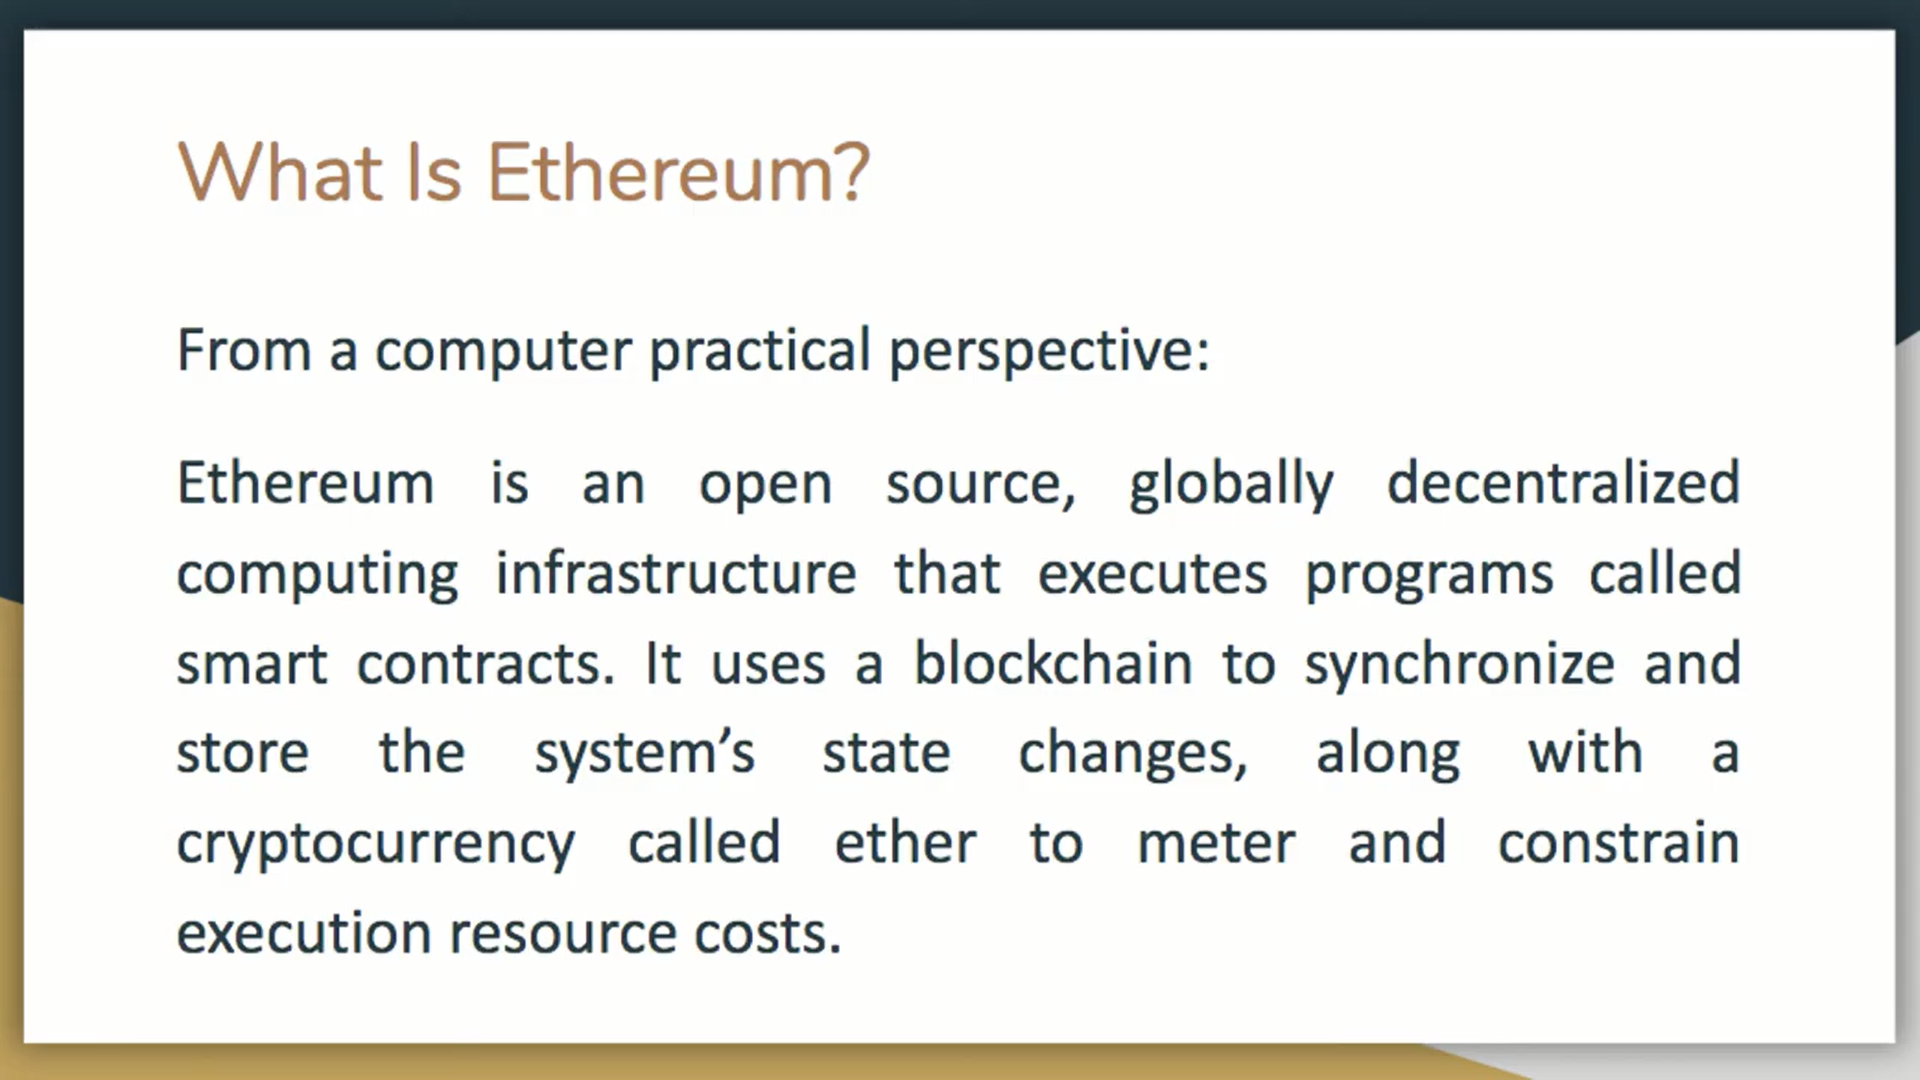 What Is Ethereum?
From a computer practical perspective:
Ethereum is an open source, globally decentralized
computing infrastructure that executes programs called
smart contracts. It uses a blockchain to synchronize and
store the system’s state changes, along with a
cryptocurrency called ether to meter and constrain
execution resource costs.